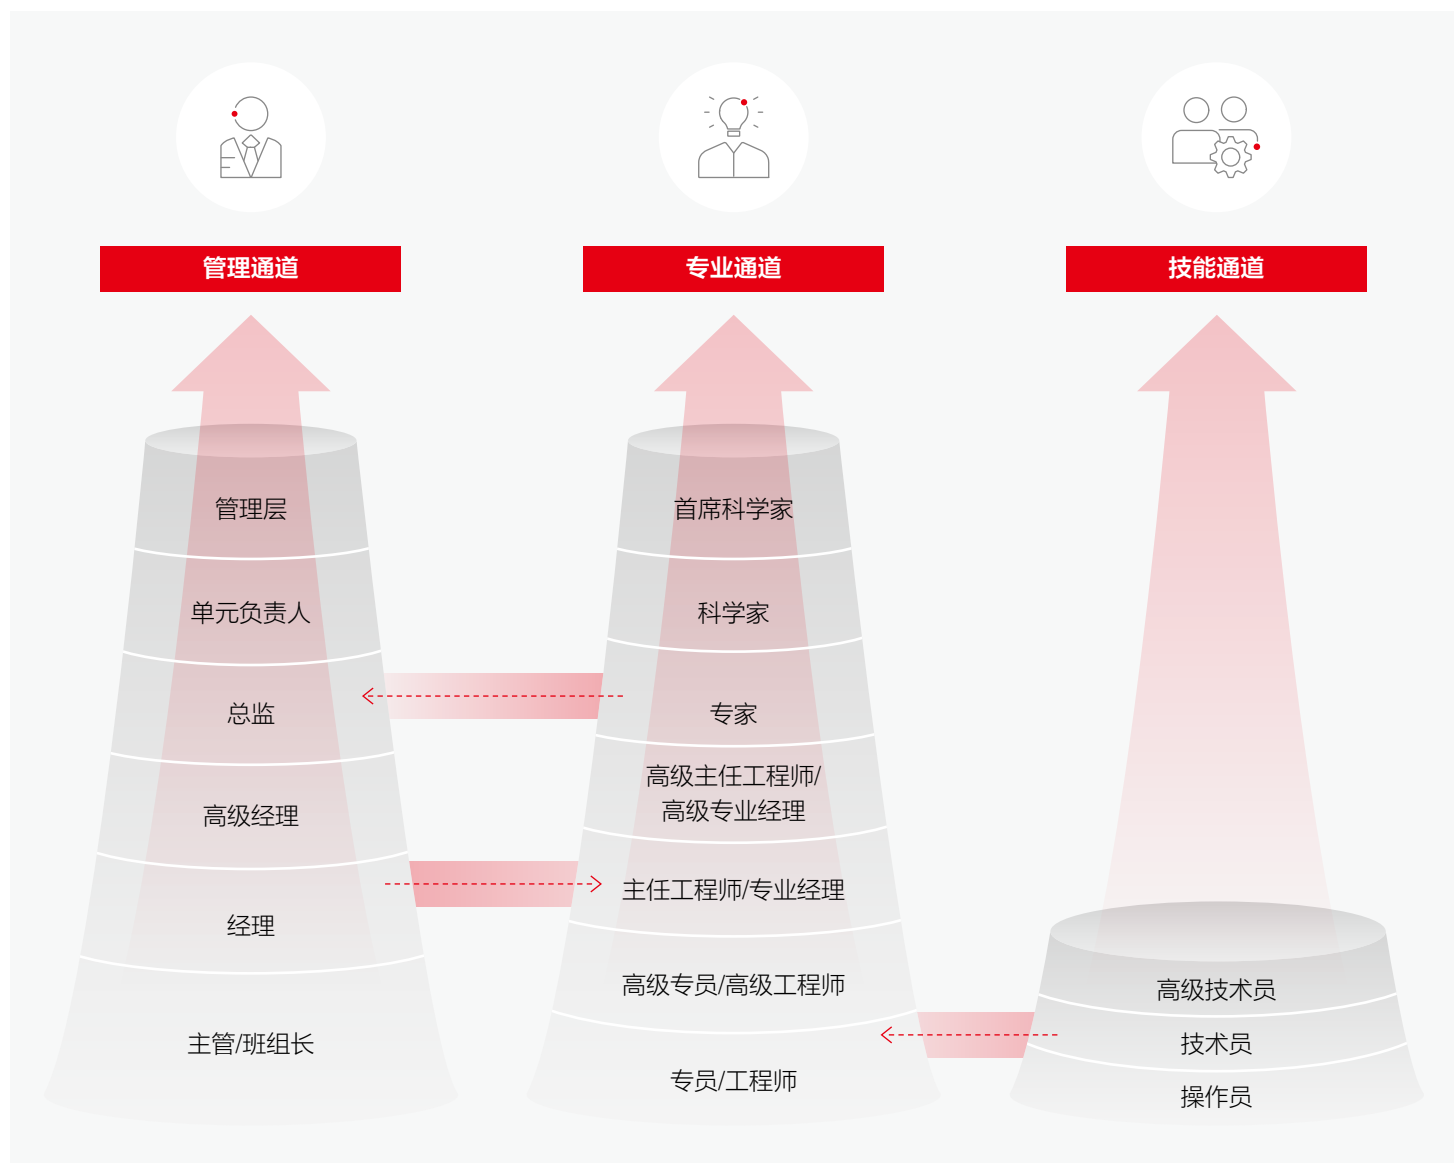 管理通道
管理层
单元负责人
总监
高级经理
经理
主管/班组长
专业通道
首席科学家
科学家
专家
高级主任工程师/
高级专业经理
主任工程师/专业经理
高级专员/高级工程师
专员/工程师
技能通道
高级技术员
技术员
操作员